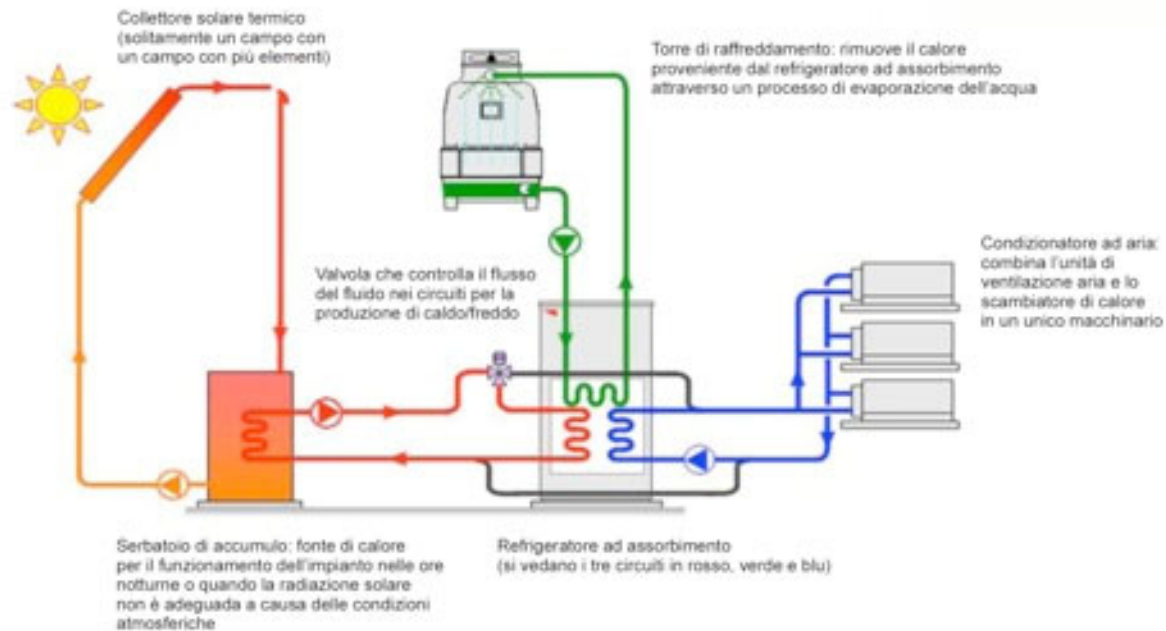 Collettore solare termico
(solitamente un campo con
un campo con più elementi)
Torre di raffreddamento: rimuove il calore
proveniente dal refrigeratore ad assorbimento
attraverso un processo di evaporazione dell'acqua
Condizionatore ad aria:
combina l'unità di
ventilazione aria e lo
scambiatore di calore
in un unico macchinario
Valvola che controlla il flusso
del fluido nei circuiti per la
produzione di caldo/freddo
Serbatoio di accumulo: fonte di calore
per il funzionamento dell'impianto nelle ore
notturne o quando la radiazione solare
non è adeguada a causa delle condizioni
atmosferiche
Refrigeratore ad assorbimento
(si vedano i tre circuiti in rosso, verde e blu)